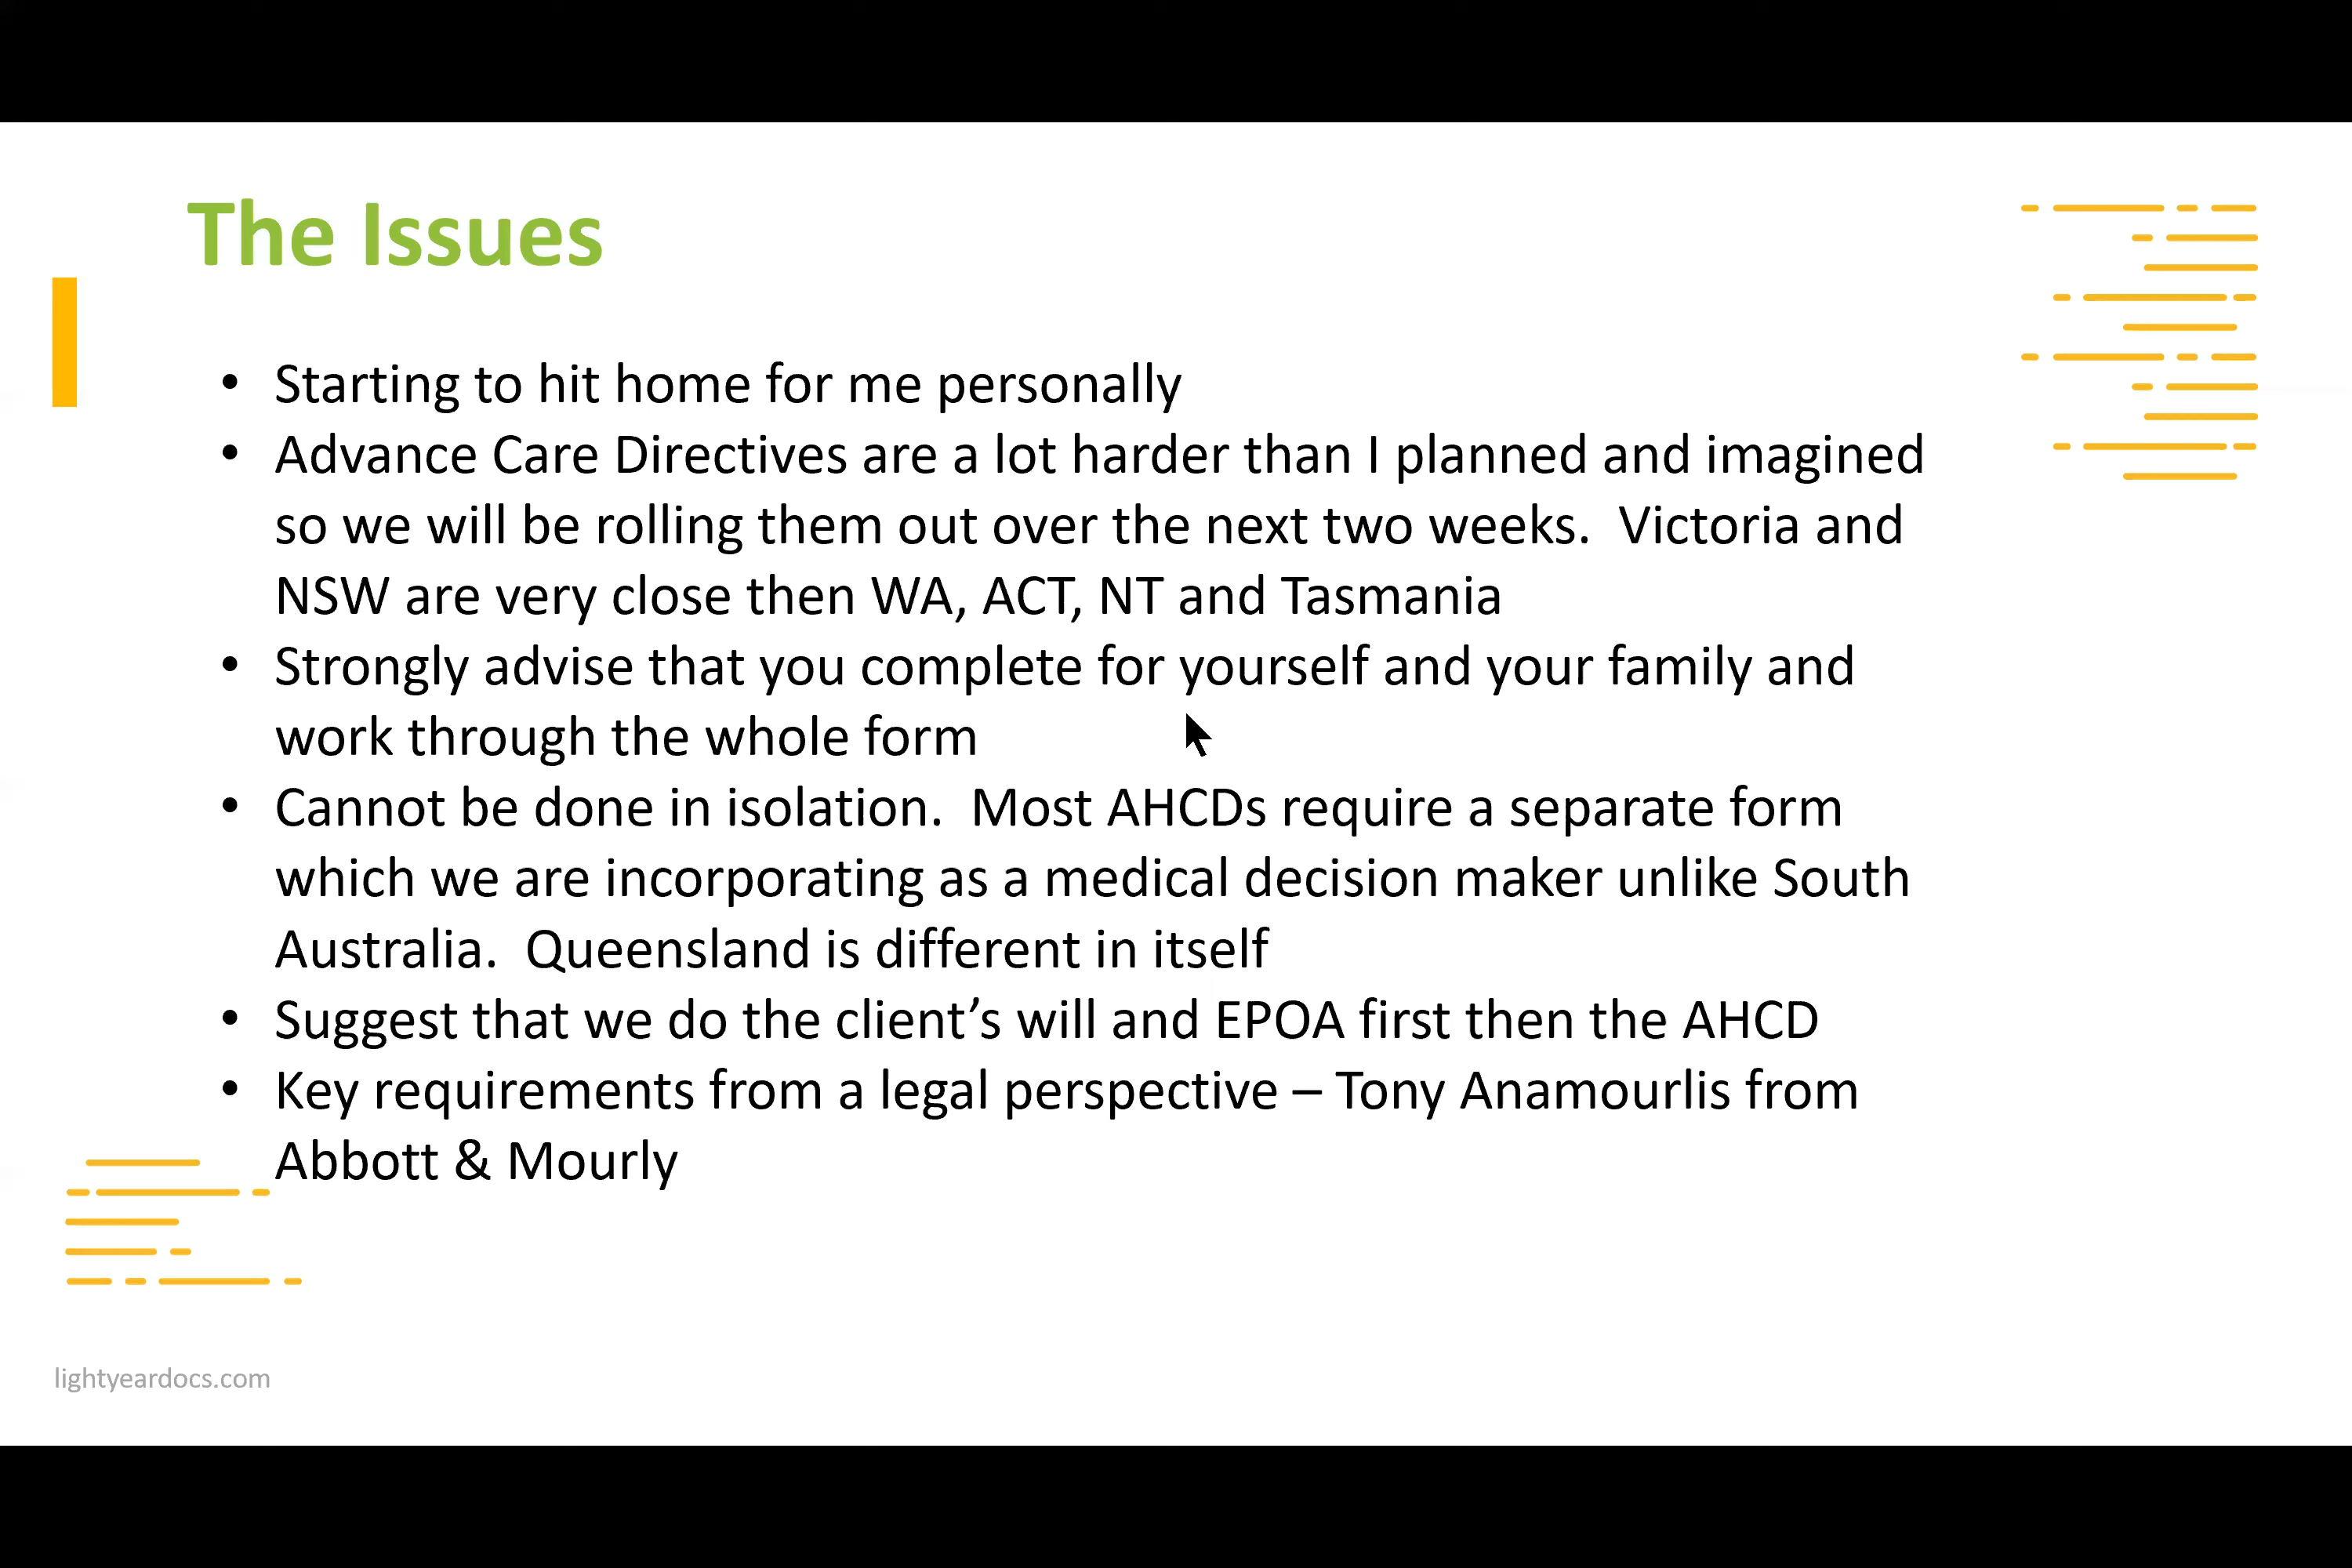 The Issues
• Starting to hit home for me personally
• Advance Care Directives are a lot harder than I planned and imagined
so we will be rolling them out over the next two weeks.  Victoria and
NSW are very close then WA, ACT, NT and Tasmania
• Strongly advise that you complete for yourself and your family and
work through the whole form
• Cannot be done in isolation.  Most AHCDs require a separate form
which we are incorporating as a medical decision maker unlike South
Australia.  Queensland is different in itself
• Suggest that we do the client’s will and EPOA first then the AHCD
• Key requirements from a legal perspective – Tony Anamourlis from
Abbott & Mourly
lightyeardocs.com